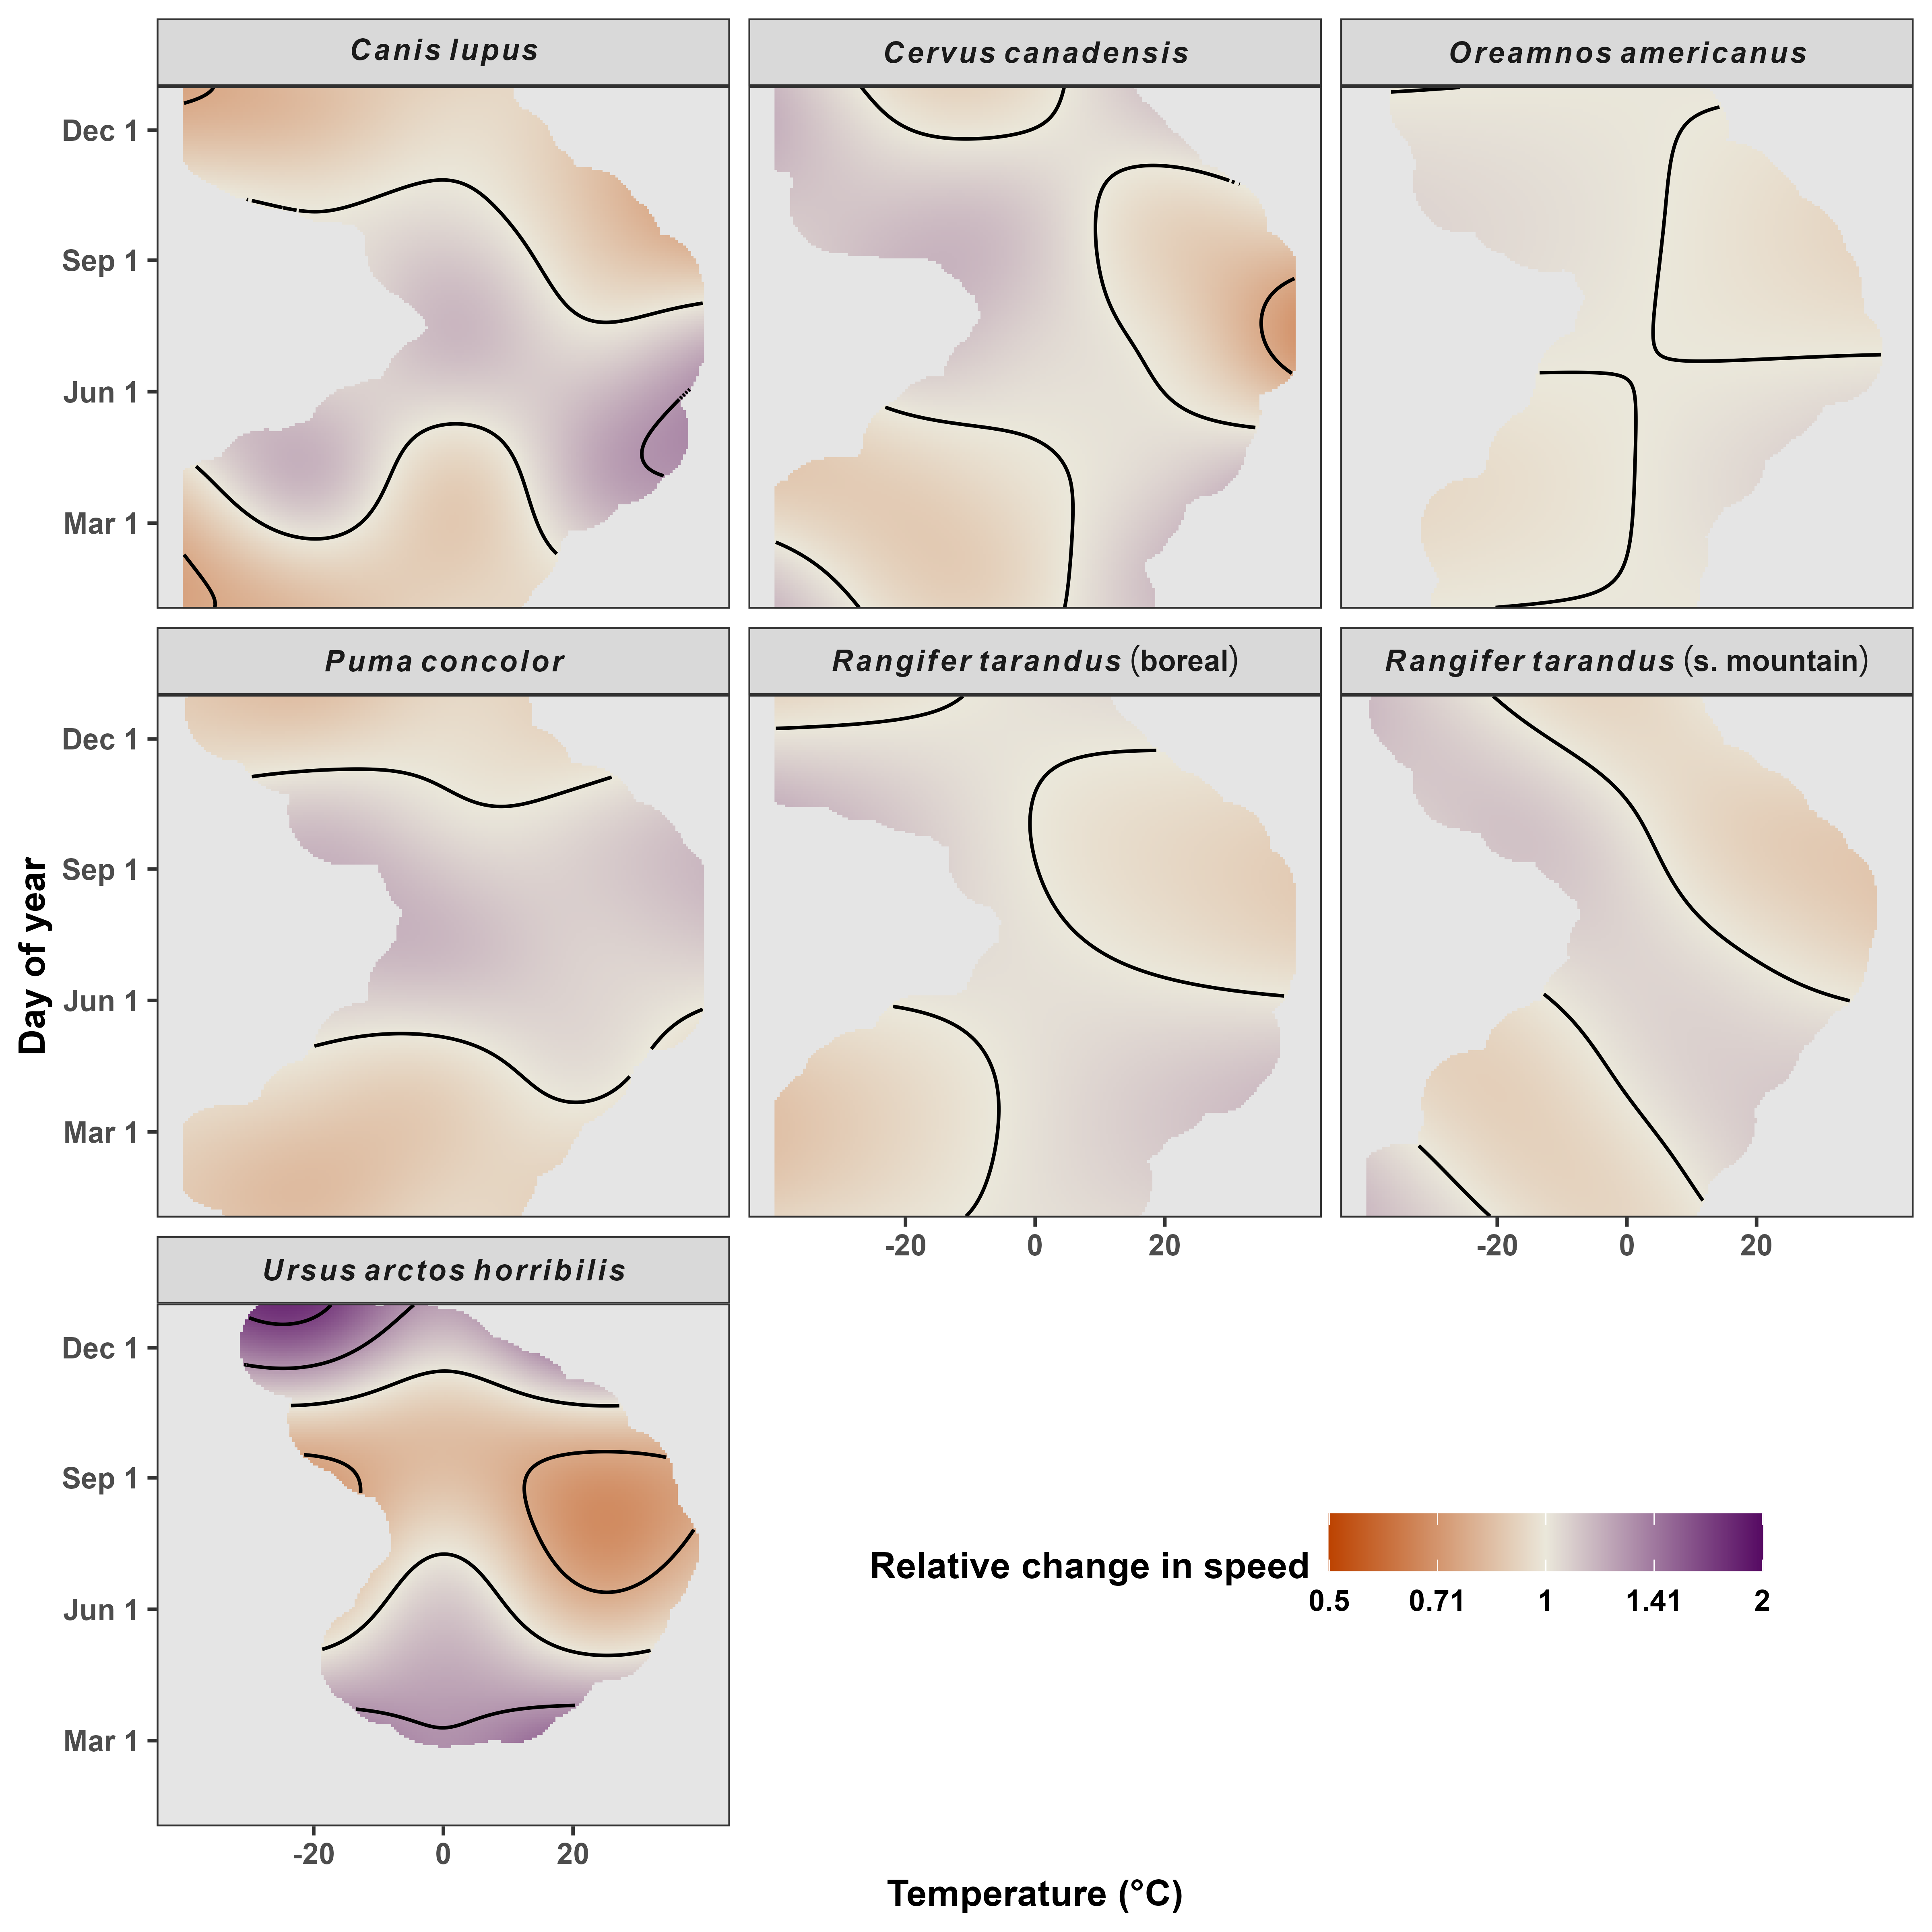 Canis lupus
Cervus canadensis
Oreamnos americanus
Dec 1
Sep 1
Jun 1
Mar 1
Puma concolor
Rangifer tarandus (boreal)
Rangifer tarandus (s. mountain)
Dec 1
Sep 1
Jun 1
Mar 1
-20 0 20
-20 0 20
Ursus arctos horribilis
Dec 1
Sep 1
Jun 1
Mar 1
-20 0 20
Day of year
Temperature (°C)
Relative change in speed
0.5 0.71 1 1.41 2